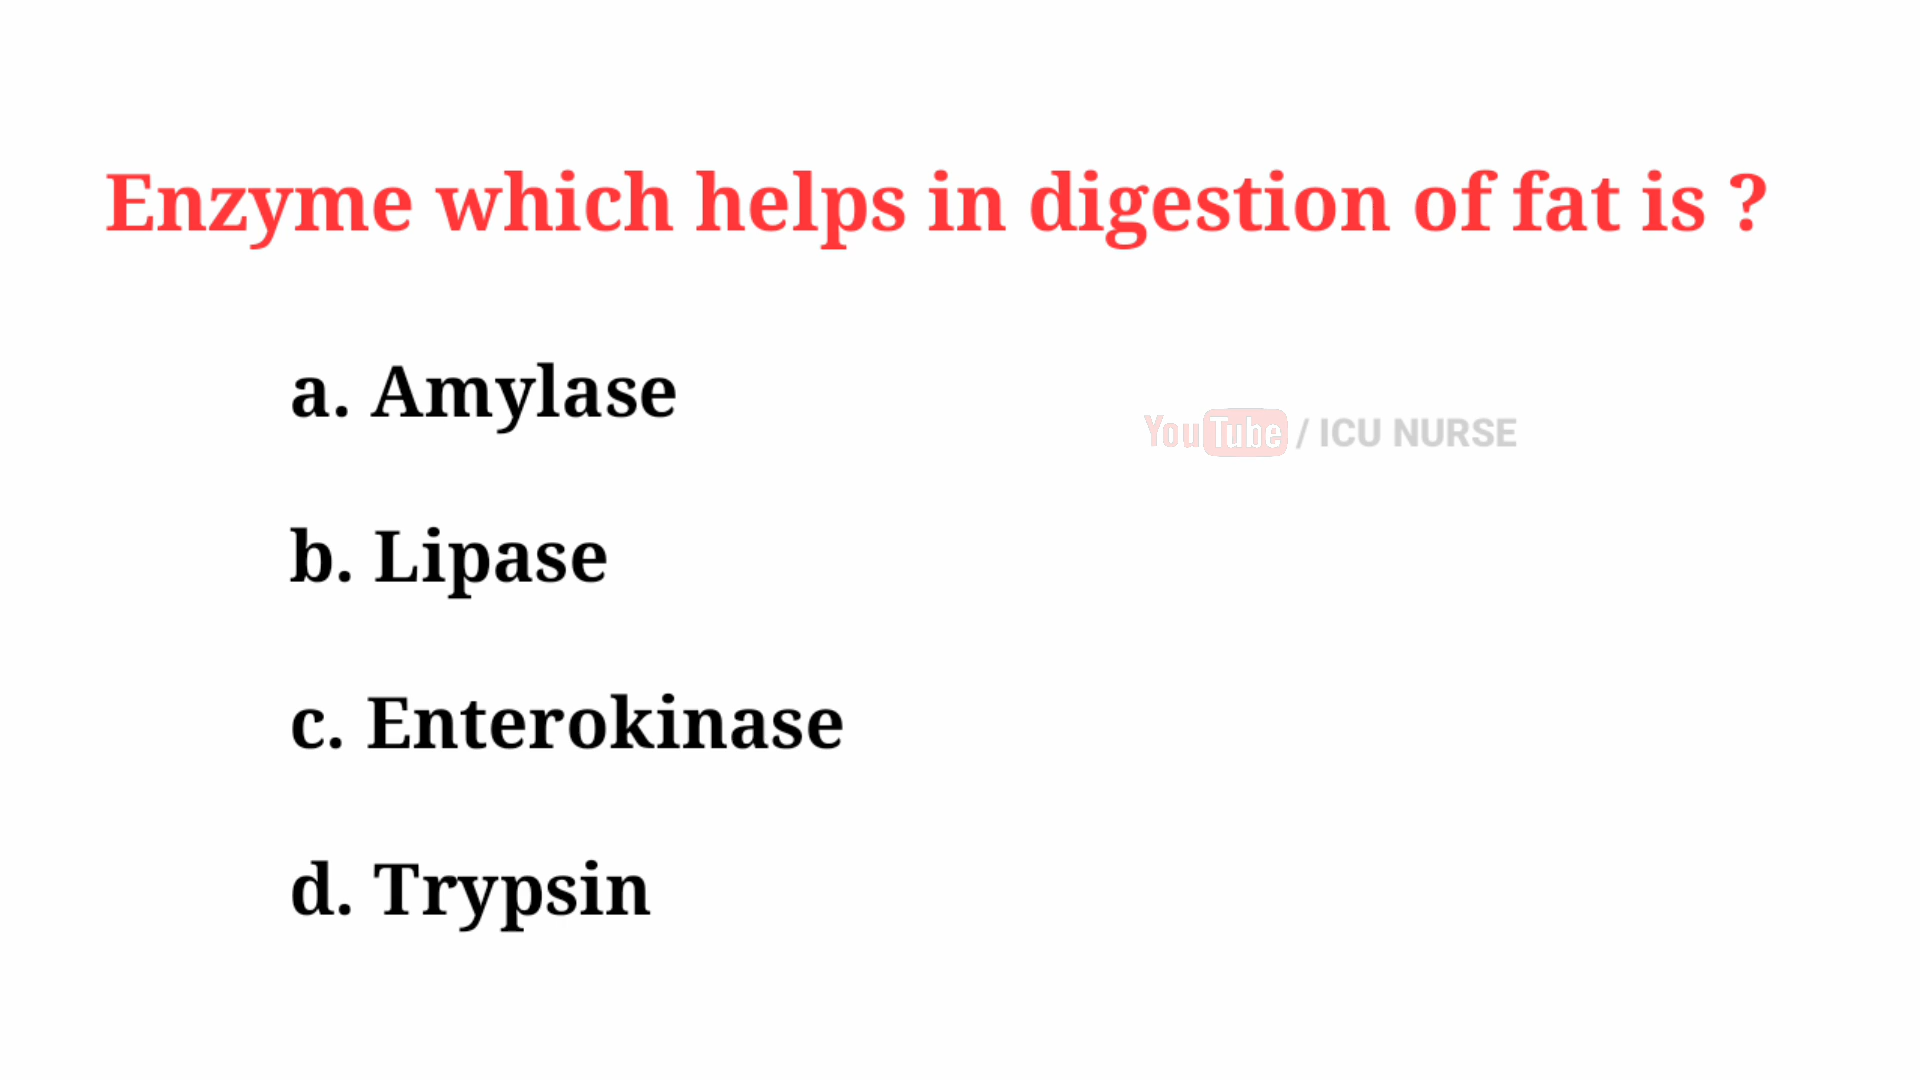 Enzyme which helps in digestion of fat is ?
a. Amylase
YouTube / ICU NURSE
b. Lipase
c. Enterokinase
d. Trypsin